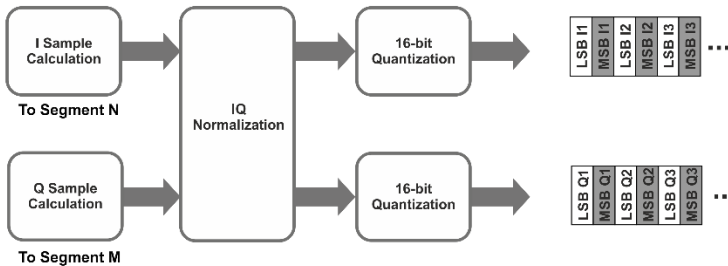 I Sample
Calculation
To Segment N
IQ
Normalization
16-bit
Quantization
LSB I1
MSB I1
LSB I2
MSB I2
LSB I3
MSB I3
...
Q Sample
Calculation
To Segment M
16-bit
Quantization
LSB Q1
MSB Q1
LSB Q2
MSB Q2
LSB Q3
MSB Q3
...